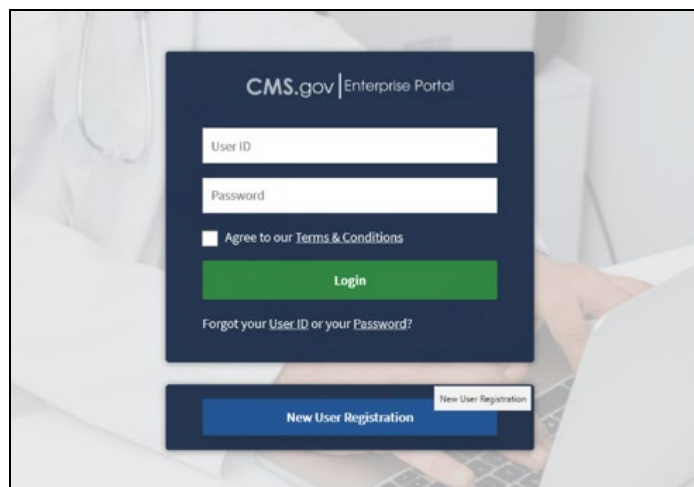 CMS.gov | Enterprise Portal
User ID
Password
Agree to our Terms & Conditions
Login
Forgot your User ID or your Password?
New User Registration
New User Registration